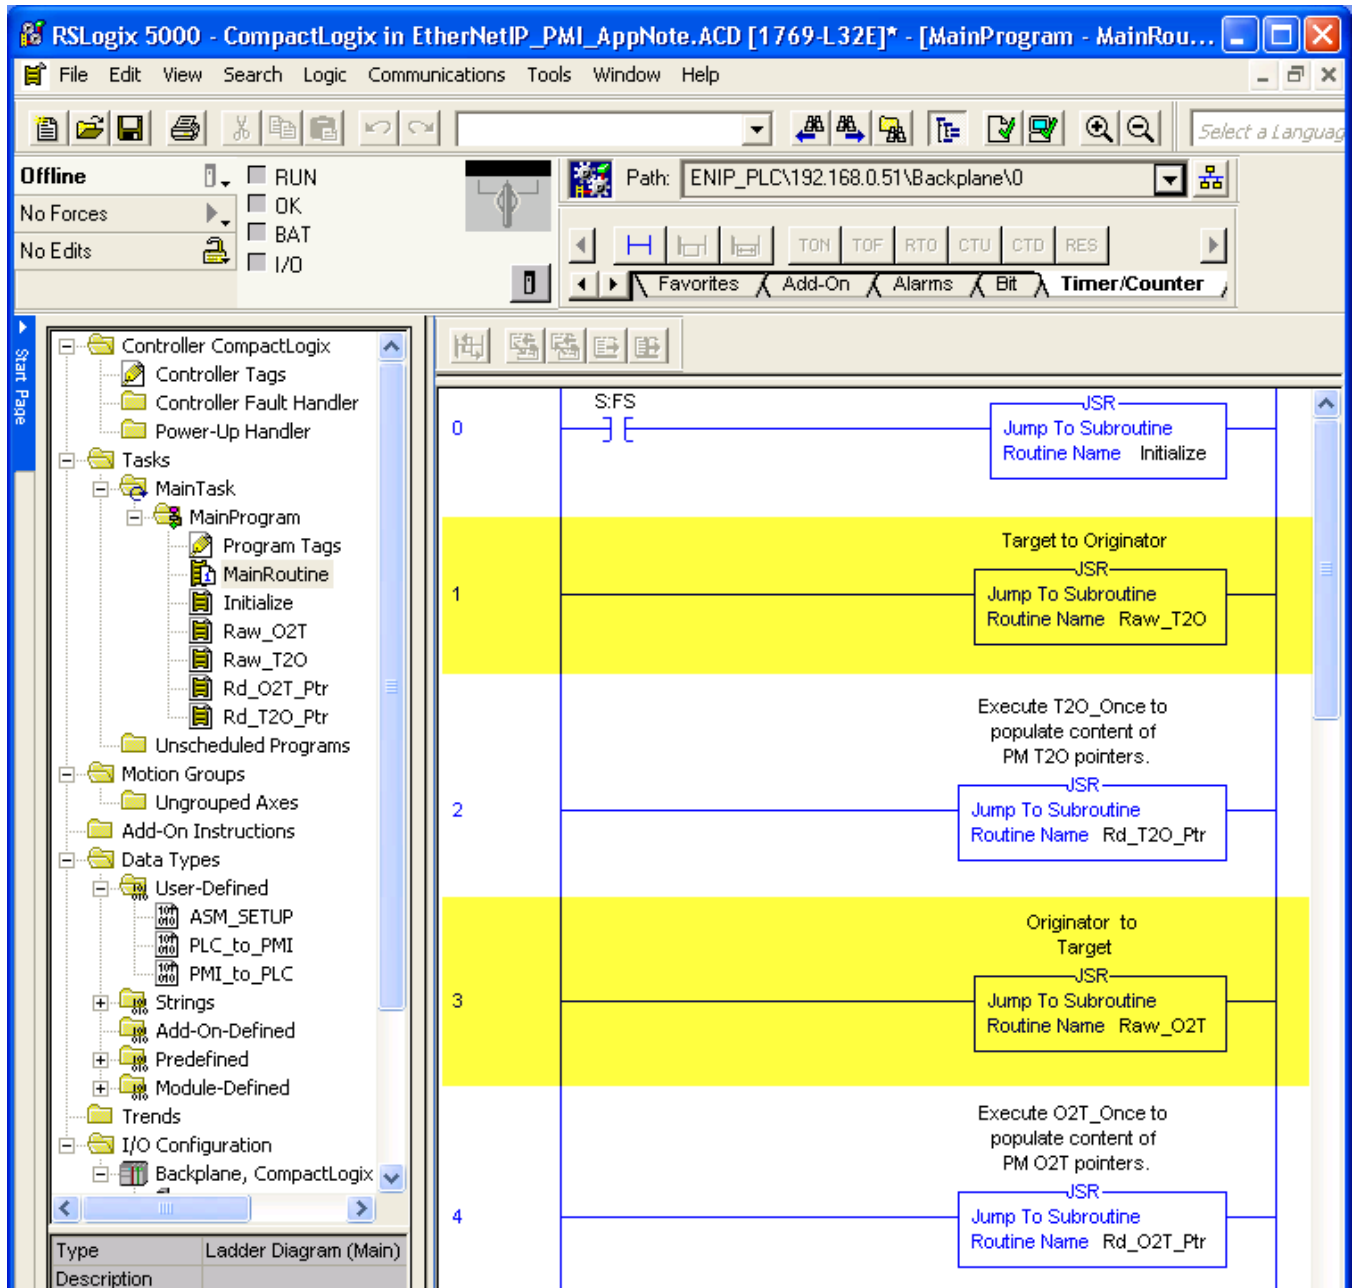 RSLogix 5000 - CompactLogix in EtherNetIP_PMI_AppNote.ACD [1769-L32E]* - [MainProgram - MainRou...
File Edit View Search Logic Communications Tools Window Help
Select a Languag
Offline
RUN
No Forces
OK
No Edits
BAT
I/O
Path: ENIP_PLC\192.168.0.51\Backplane\0
TON TOF RTO CTU CTD RES
Favorites Add-On Alarms Bit Timer/Counter
Start Page
Controller CompactLogix
Controller Tags
Controller Fault Handler
Power-Up Handler
Tasks
MainTask
MainProgram
Program Tags
MainRoutine
Initialize
Raw_O2T
Raw_T2O
Rd_O2T_Ptr
Rd_T2O_Ptr
Unscheduled Programs
Motion Groups
Ungrouped Axes
Add-On Instructions
Data Types
User-Defined
ASM_SETUP
PLC_to_PMI
PMI_to_PLC
Strings
Add-On-Defined
Predefined
Module-Defined
Trends
I/O Configuration
Backplane, CompactLogix
Type Ladder Diagram (Main)
Description
0
S:FS
JSR
Jump To Subroutine
Routine Name Initialize
1
Target to Originator
JSR
Jump To Subroutine
Routine Name Raw_T2O
2
Execute T2O_Once to
populate content of
PM T2O pointers.
JSR
Jump To Subroutine
Routine Name Rd_T2O_Ptr
3
Originator to
Target
JSR
Jump To Subroutine
Routine Name Raw_O2T
4
Execute O2T_Once to
populate content of
PM O2T pointers.
JSR
Jump To Subroutine
Routine Name Rd_O2T_Ptr